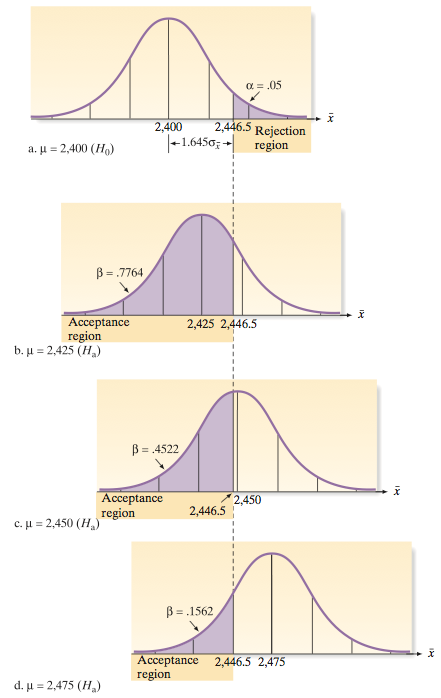 α = .05
x̄
2,400 2,446.5 Rejection
region
1.645σx̄
a. μ = 2,400 (H₀)
β = .7764
x̄
Acceptance 2,425 2,446.5
region
b. μ = 2,425 (Hₐ)
β = .4522
x̄
Acceptance 2,450
region 2,446.5
c. μ = 2,450 (Hₐ)
β = .1562
x̄
Acceptance 2,446.5 2,475
region
d. μ = 2,475 (Hₐ)